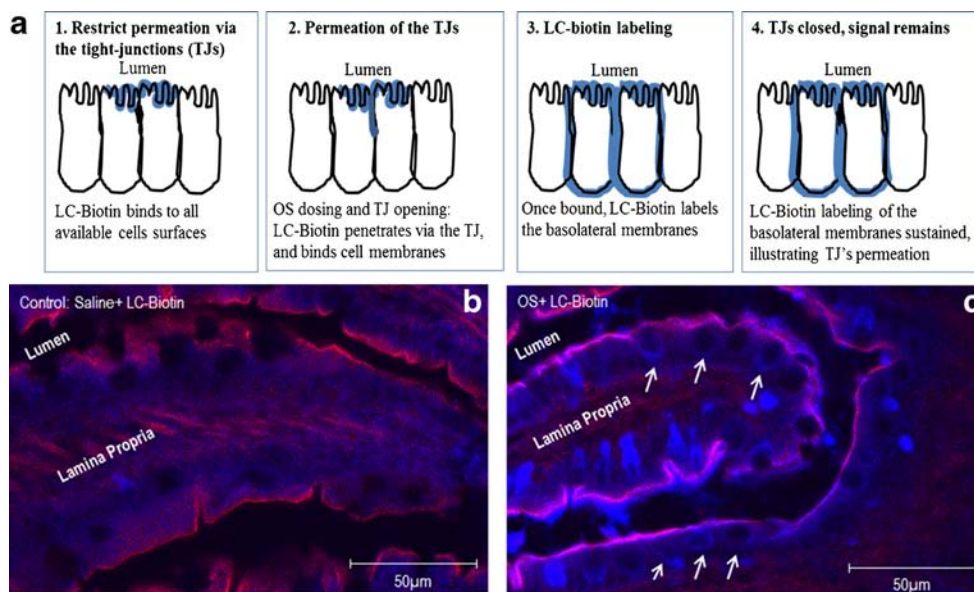 a
1. Restrict permeation via
the tight-junctions (TJs)
Lumen
LC-Biotin binds to all
available cells surfaces
2. Permeation of the TJs
Lumen
OS dosing and TJ opening:
LC-Biotin penetrates via the TJ,
and binds cell membranes
3. LC-biotin labeling
Lumen
Once bound, LC-Biotin labels
the basolateral membranes
4. TJs closed, signal remains
Lumen
LC-Biotin labeling of the
basolateral membranes sustained,
illustrating TJ's permeation
Control: Saline+ LC-Biotin
b
Lumen
Lamina Propria
50µm
OS+ LC-Biotin
c
Lumen
Lamina Propria
50µm